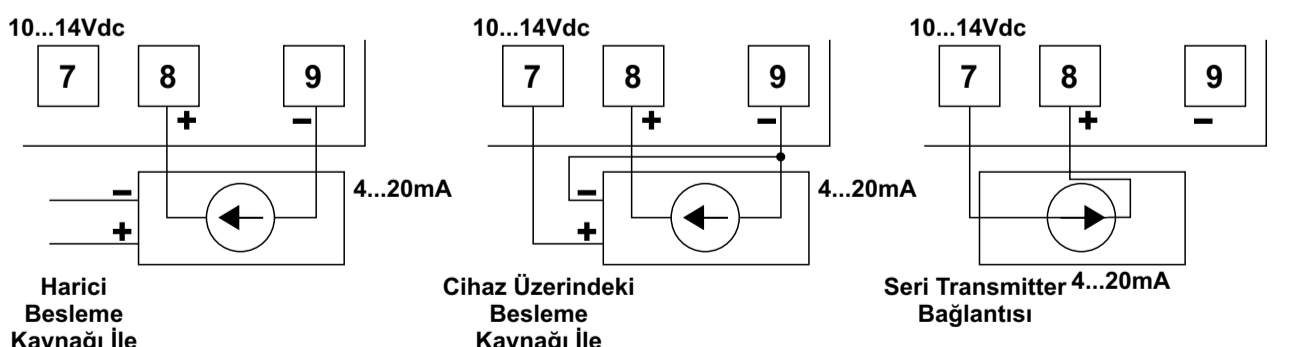 10...14Vdc
7
8
9
+
−
−
+
4...20mA
Harici
Besleme
Kaynağı İle
10...14Vdc
7
8
9
+
−
−
+
4...20mA
Cihaz Üzerindeki
Besleme
Kaynağı İle
10...14Vdc
7
8
9
+
−
4...20mA
Seri Transmitter
Bağlantısı